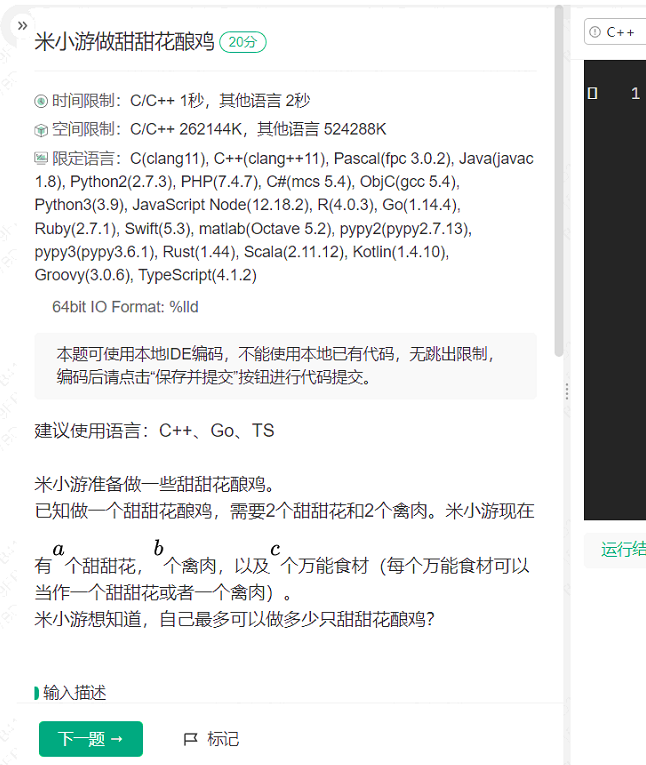 »
米小游做甜甜花酿鸡 20分
时间限制：C/C++ 1秒，其他语言 2秒
空间限制：C/C++ 262144K，其他语言 524288K
限定语言：C(clang11), C++(clang++11), Pascal(fpc 3.0.2), Java(javac
1.8), Python2(2.7.3), PHP(7.4.7), C#(mcs 5.4), ObjC(gcc 5.4),
Python3(3.9), JavaScript Node(12.18.2), R(4.0.3), Go(1.14.4),
Ruby(2.7.1), Swift(5.3), matlab(Octave 5.2), pypy2(pypy2.7.13),
pypy3(pypy3.6.1), Rust(1.44), Scala(2.11.12), Kotlin(1.4.10),
Groovy(3.0.6), TypeScript(4.1.2)
64bit IO Format: %lld
本题可使用本地IDE编码，不能使用本地已有代码，无跳出限制，
编码后请点击“保存并提交”按钮进行代码提交。
建议使用语言：C++、Go、TS
米小游准备做一些甜甜花酿鸡。
已知做一个甜甜花酿鸡，需要2个甜甜花和2个禽肉。米小游现在
有a个甜甜花，b个禽肉，以及c个万能食材（每个万能食材可以
当作一个甜甜花或者一个禽肉）。
米小游想知道，自己最多可以做多少只甜甜花酿鸡？
输入描述
下一题 →
标记
C++
1
运行结